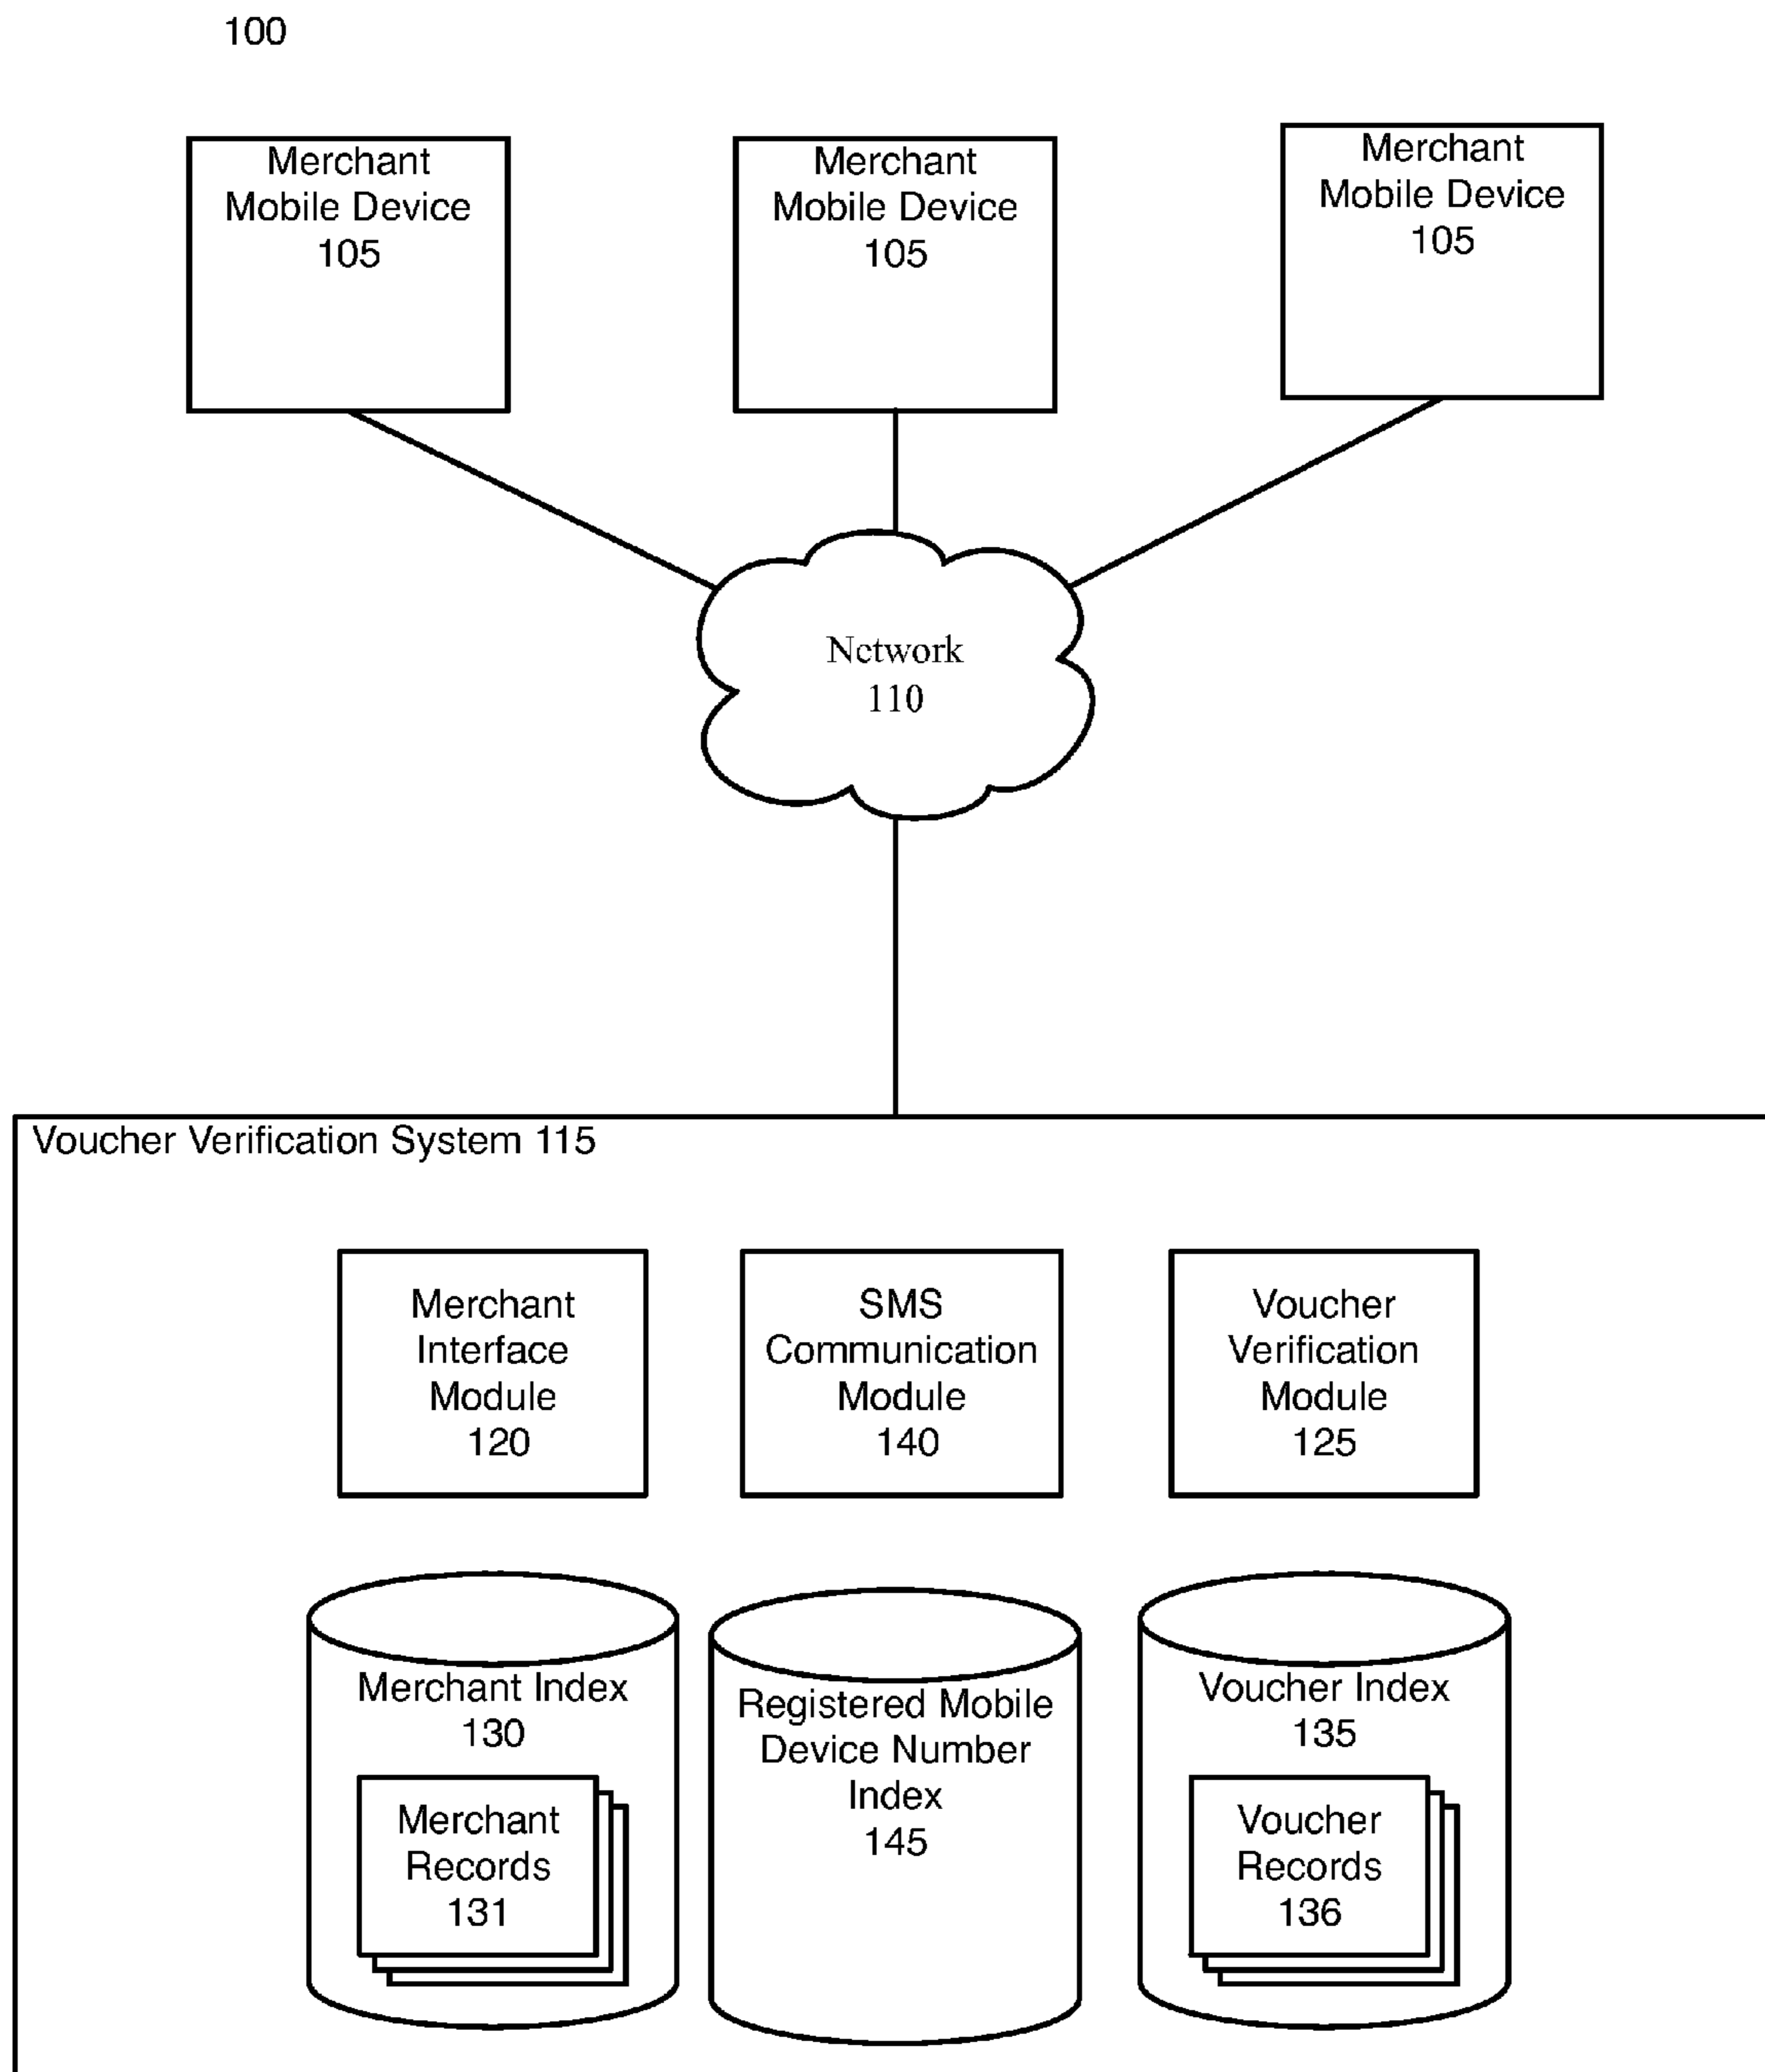 100
Merchant
Mobile Device
105
Merchant
Mobile Device
105
Merchant
Mobile Device
105
Network
110
Voucher Verification System 115
Merchant
Interface
Module
120
SMS
Communication
Module
140
Voucher
Verification
Module
125
Merchant Index
130
Merchant
Records
131
Registered Mobile
Device Number
Index
145
Voucher Index
135
Voucher
Records
136